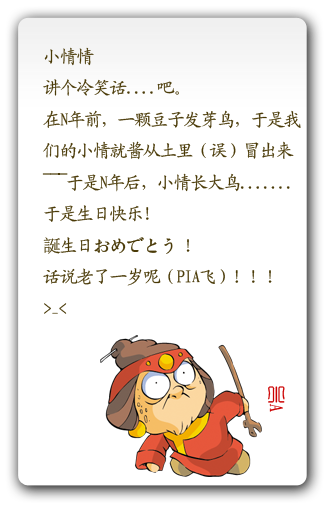 小情情
讲个冷笑话....吧。
在N年前，一颗豆子发芽鸟，于是我
们的小情就酱从土里（误）冒出来
￣￣于是N年后，小情长大鸟.......
于是生日快乐！
誕生日おめでとう ！
话说老了一岁呢（PIA飞）！！！
>_<